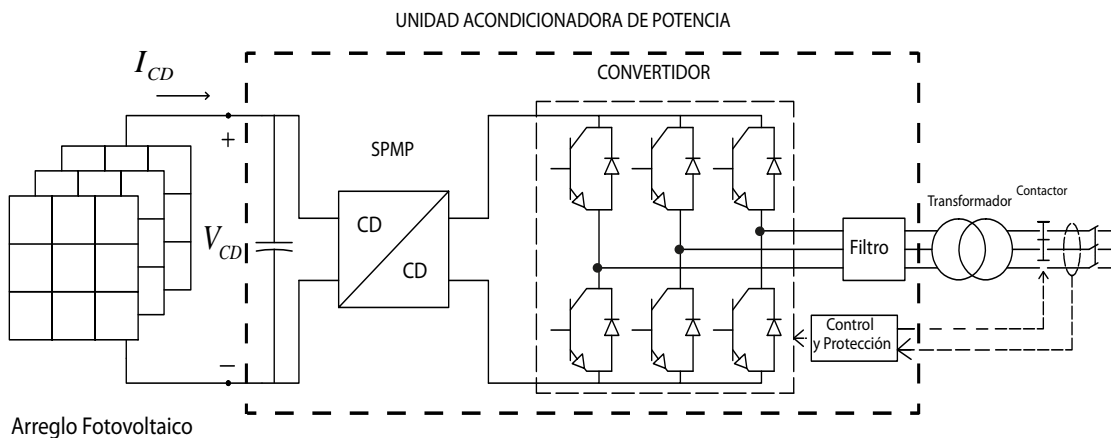 UNIDAD ACONDICIONADORA DE POTENCIA
I_CD
CONVERTIDOR
+
SPMP
Transformador
Contactor
V_CD
CD
CD
Filtro
Control
y Protección
−
Arreglo Fotovoltaico